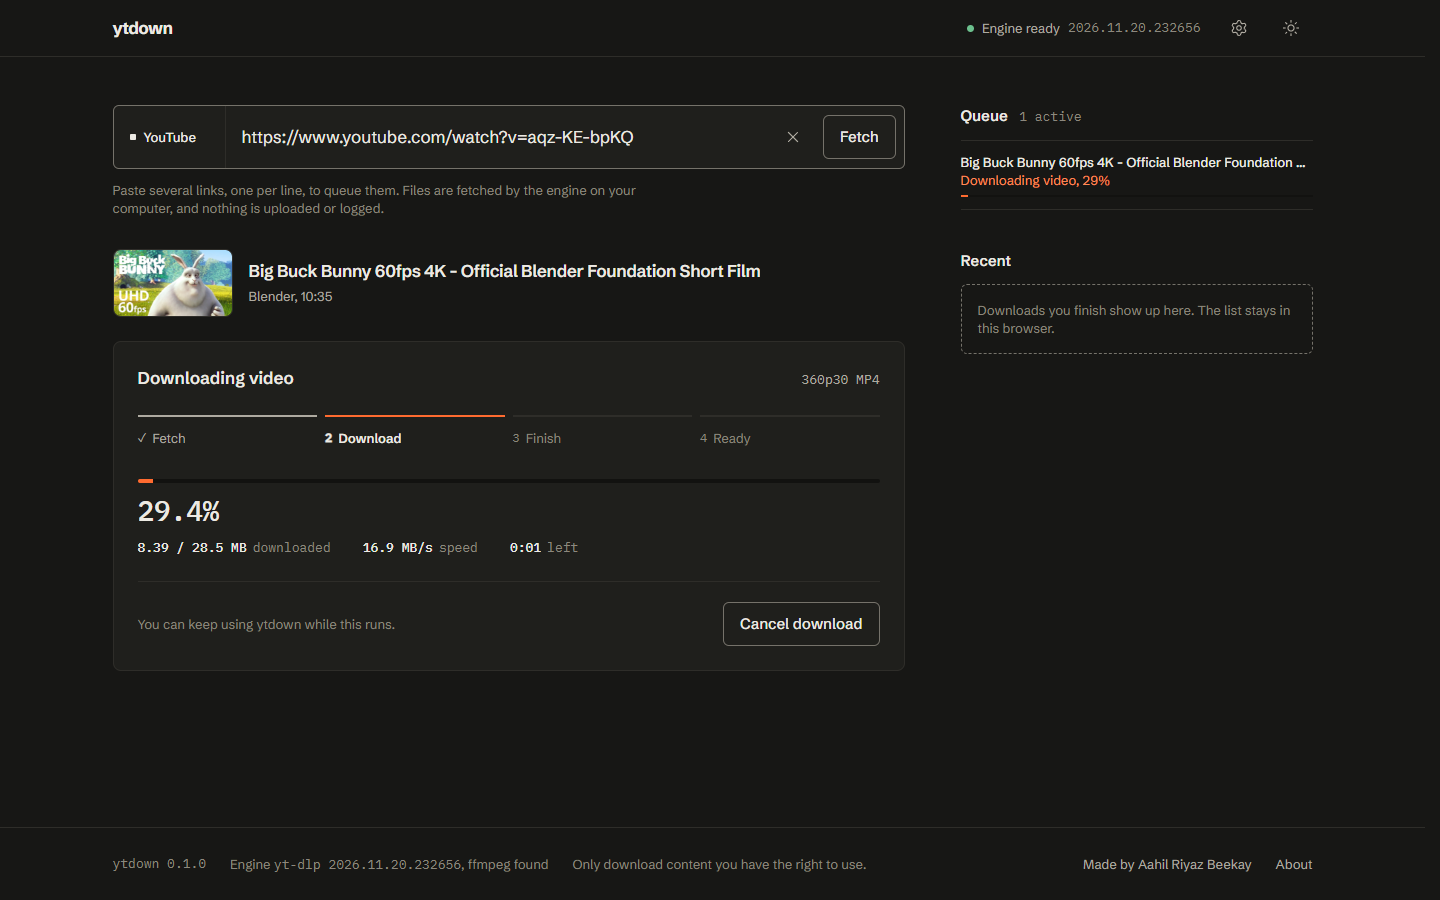 ytdown
Engine ready 2026.11.20.232656
YouTube
https://www.youtube.com/watch?v=aqz-KE-bpKQ
Fetch
Paste several links, one per line, to queue them. Files are fetched by the engine on your
computer, and nothing is uploaded or logged.
Big Buck
BUNNY
UHD
60fps
Big Buck Bunny 60fps 4K - Official Blender Foundation Short Film
Blender, 10:35
Downloading video
360p30 MP4
✓ Fetch
2 Download
3 Finish
4 Ready
29.4%
8.39 / 28.5 MB downloaded
16.9 MB/s speed
0:01 left
You can keep using ytdown while this runs.
Cancel download
Queue 1 active
Big Buck Bunny 60fps 4K - Official Blender Foundation ...
Downloading video, 29%
Recent
Downloads you finish show up here. The list stays in
this browser.
ytdown 0.1.0
Engine yt-dlp 2026.11.20.232656, ffmpeg found
Only download content you have the right to use.
Made by Aahil Riyaz Beekay
About